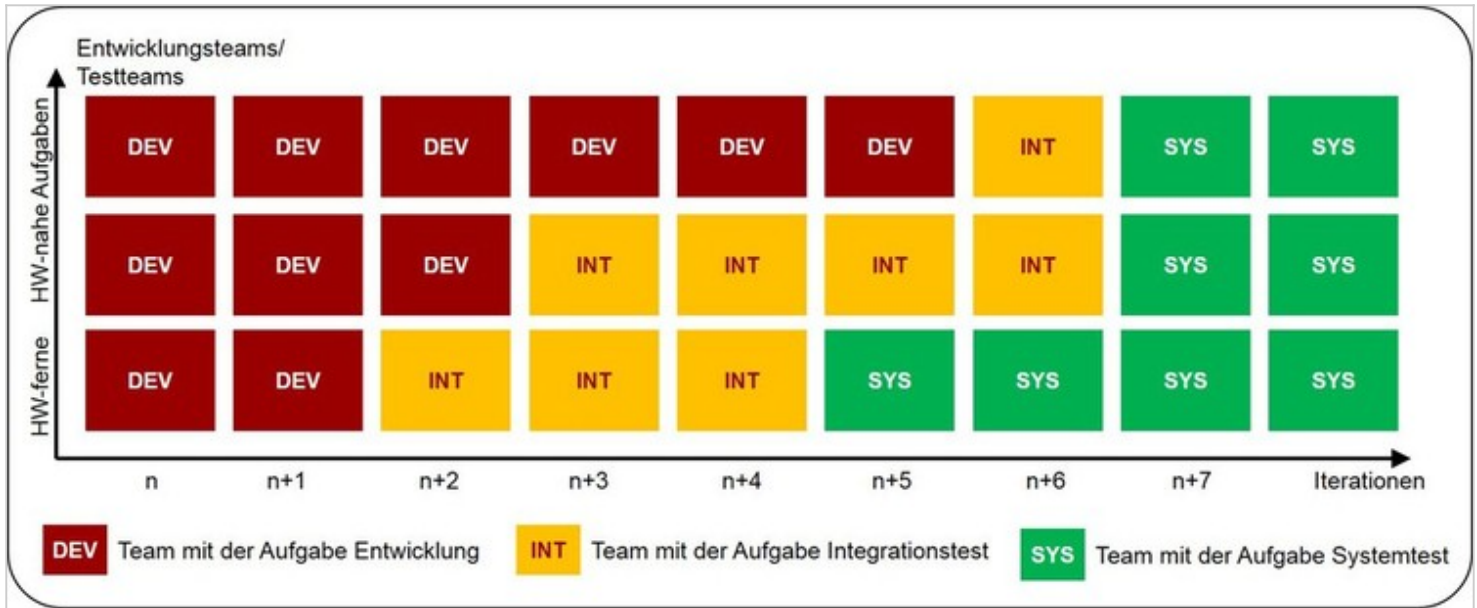 Entwicklungsteams/
Testteams
HW-nahe Aufgaben
DEV DEV DEV DEV DEV DEV INT SYS SYS
DEV DEV DEV INT INT INT INT SYS SYS
HW-ferne
DEV DEV INT INT INT SYS SYS SYS SYS
n n+1 n+2 n+3 n+4 n+5 n+6 n+7 Iterationen
DEV Team mit der Aufgabe Entwicklung INT Team mit der Aufgabe Integrationstest SYS Team mit der Aufgabe Systemtest